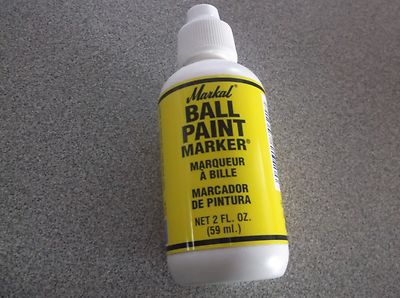 Markal®
BALL
PAINT
MARKER®
MARQUEUR
À BILLE
MARCADOR
DE PINTURA
NET 2 FL. OZ.
(59 ml.)